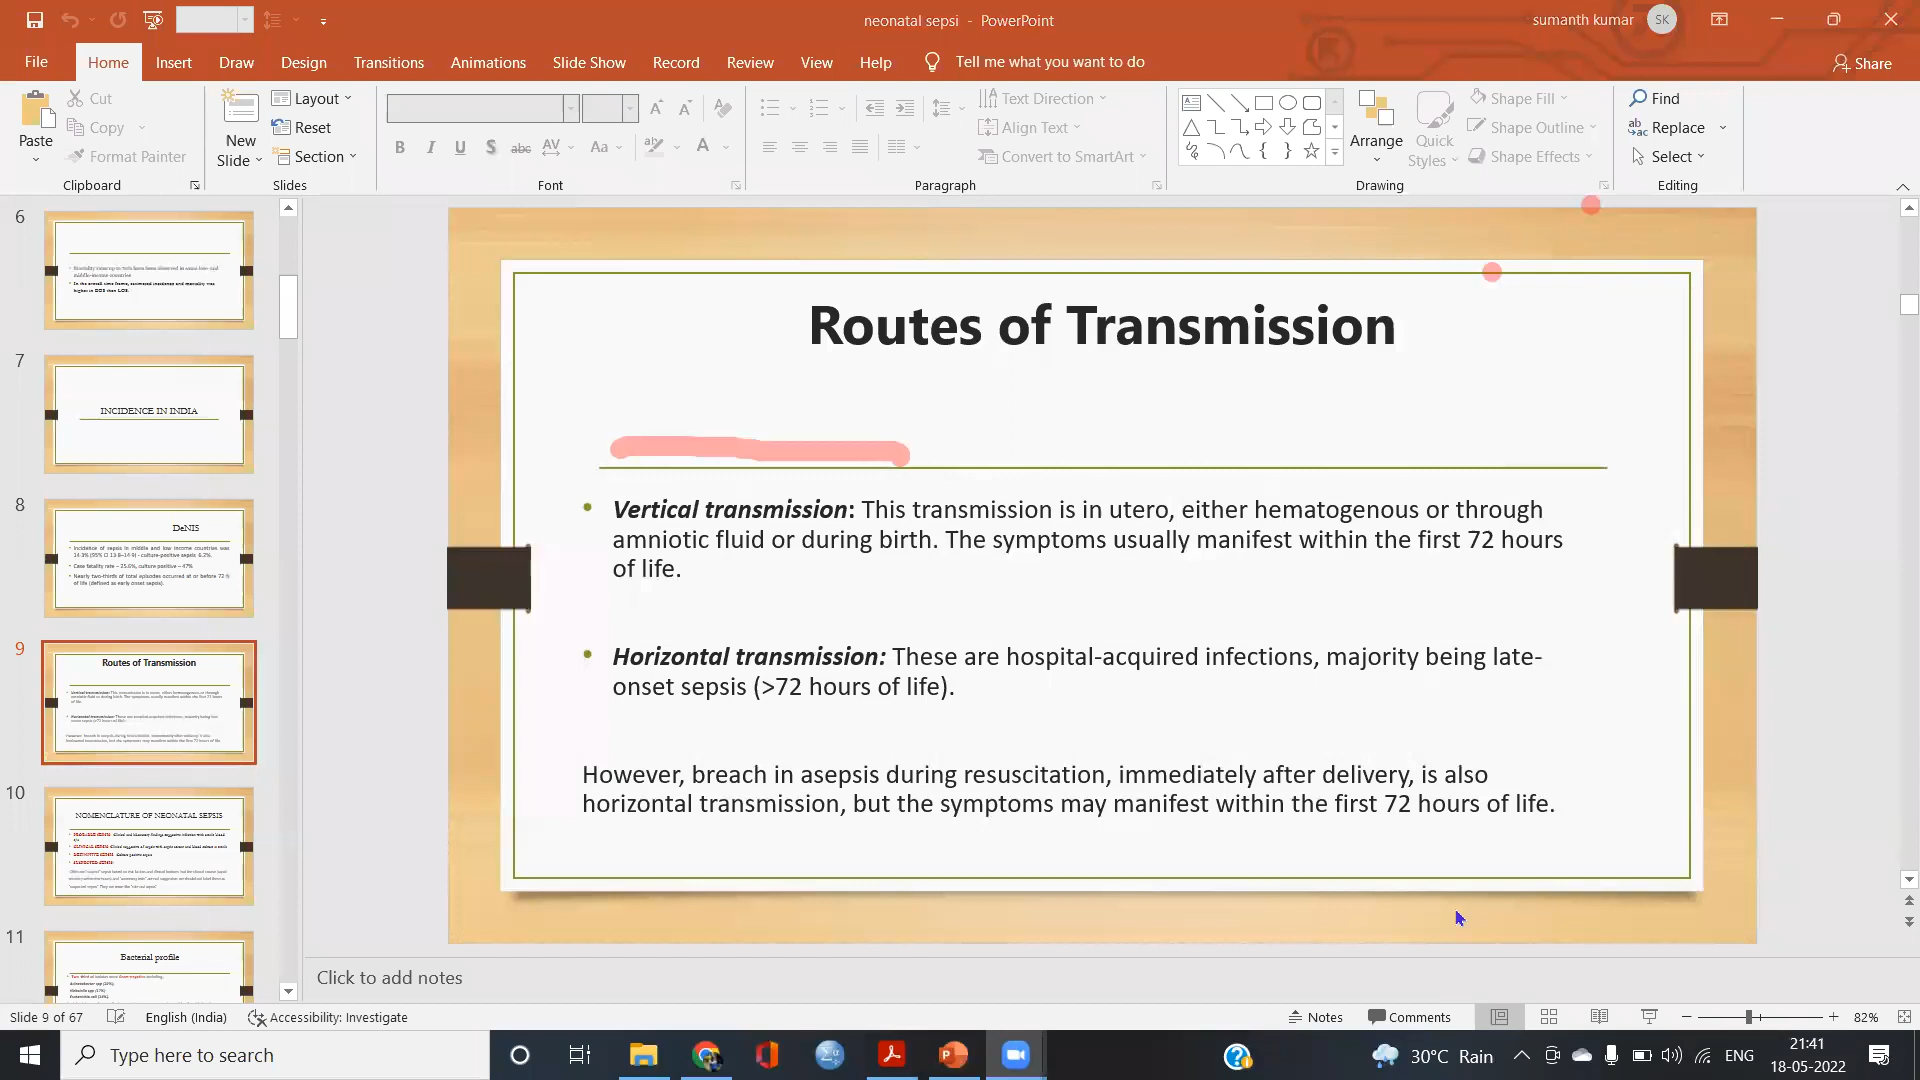 neonatal sepsi - PowerPoint
sumanth kumar
SK
File Home Insert Draw Design Transitions Animations Slide Show Record Review View Help Tell me what you want to do
Share
Paste
Cut
Copy
Format Painter
Clipboard
New Slide
Layout
Reset
Section
Slides
Font
Text Direction
Align Text
Convert to SmartArt
Paragraph
Arrange
Quick Styles
Shape Fill
Shape Outline
Shape Effects
Drawing
Find
Replace
Select
Editing
6
7
INCIDENCE IN INDIA
8
DeNIS
9
Routes of Transmission
10
NOMENCLATURE OF NEONATAL SEPSIS
11
Bacterial profile
Routes of Transmission
• Vertical transmission: This transmission is in utero, either hematogenous or through
amniotic fluid or during birth. The symptoms usually manifest within the first 72 hours
of life.
• Horizontal transmission: These are hospital-acquired infections, majority being late-
onset sepsis (>72 hours of life).
However, breach in asepsis during resuscitation, immediately after delivery, is also
horizontal transmission, but the symptoms may manifest within the first 72 hours of life.
Click to add notes
Slide 9 of 67 English (India) Accessibility: Investigate
Notes Comments 82%
Type here to search
30°C Rain ENG
21:41
18-05-2022